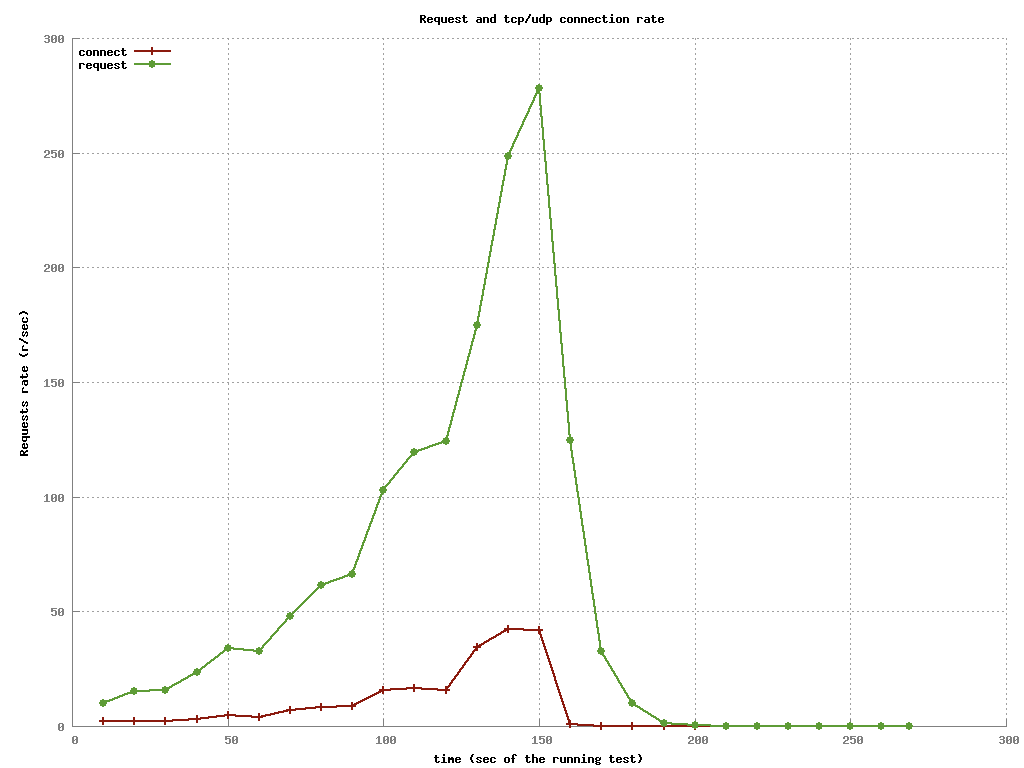 Request and tcp/udp connection rate
300
connect
request
250
200
Requests rate (r/sec)
150
100
50
0
0 50 100 150 200 250 300
time (sec of the running test)